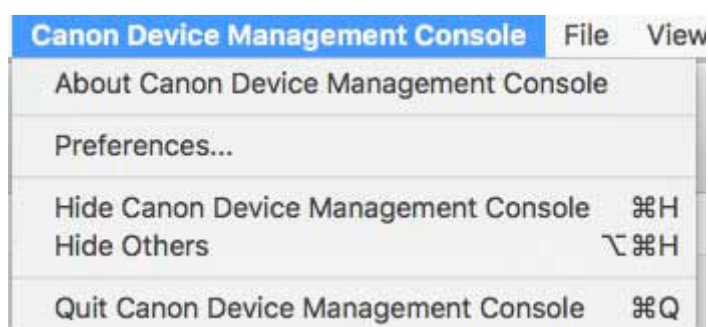 Canon Device Management Console File View
About Canon Device Management Console
Preferences...
Hide Canon Device Management Console ⌘H
Hide Others ⌥⌘H
Quit Canon Device Management Console ⌘Q